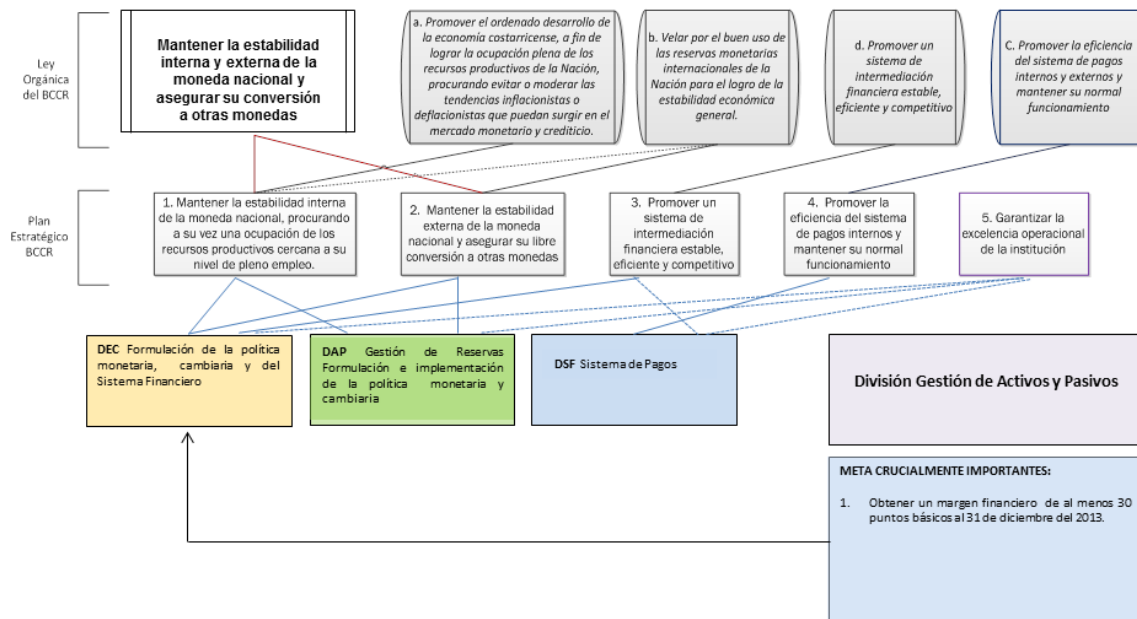 Ley
Orgánica
del BCCR
Mantener la estabilidad
interna y externa de la
moneda nacional y
asegurar su conversión
a otras monedas
a. Promover el ordenado desarrollo de
la economía costarricense, a fin de
lograr la ocupación plena de los
recursos productivos de la Nación,
procurando evitar o moderar las
tendencias inflacionistas o
deflacionistas que puedan surgir en el
mercado monetario y crediticio.
b. Velar por el buen uso de
las reservas monetarias
internacionales de la
Nación para el logro de la
estabilidad económica
general.
d. Promover un
sistema de
intermediación
financiera estable,
eficiente y competitivo
C. Promover la eficiencia
del sistema de pagos
internos y externos y
mantener su normal
funcionamiento
Plan
Estratégico
BCCR
1. Mantener la estabilidad interna
de la moneda nacional, procurando
a su vez una ocupación de los
recursos productivos cercana a su
nivel de pleno empleo.
2. Mantener la estabilidad
externa de la moneda
nacional y asegurar su libre
conversión a otras monedas
3. Promover un
sistema de
intermediación
financiera estable,
eficiente y competitivo
4. Promover la
eficiencia del sistema
de pagos internos y
mantener su normal
funcionamiento
5. Garantizar la
excelencia operacional
de la institución
DEC Formulación de la política
monetaria, cambiaria y del
Sistema Financiero
DAP Gestión de Reservas
Formulación e implementación
de la política monetaria y
cambiaria
DSF Sistema de Pagos
División Gestión de Activos y Pasivos
META CRUCIALMENTE IMPORTANTES:
1. Obtener un margen financiero de al menos 30
puntos básicos al 31 de diciembre del 2013.